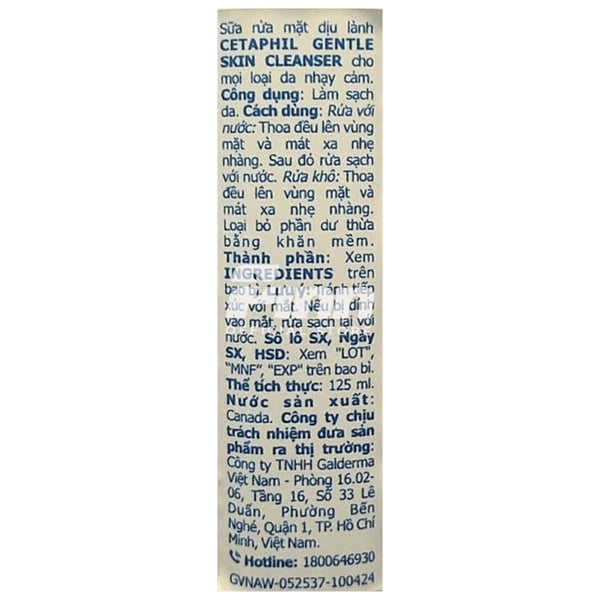 Sữa rửa mặt dịu lành
CETAPHIL GENTLE
SKIN CLEANSER cho
mọi loại da nhạy cảm.
Công dụng: Làm sạch
da. Cách dùng: Rửa với
nước: Thoa đều lên vùng
mặt và mát xa nhẹ
nhàng. Sau đó rửa sạch
với nước. Rửa khô: Thoa
đều lên vùng mặt và
mát xa nhẹ nhàng.
Loại bỏ phần dư thừa
bằng khăn mềm.
Thành phần: Xem
INGREDIENTS trên
bao bì. Lưu ý: Tránh tiếp
xúc với mắt. Nếu bị dính
vào mắt, rửa sạch lại với
nước. Số lô SX, Ngày
SX, HSD: Xem "LOT",
"MNF", "EXP" trên bao bì.
Thể tích thực: 125 ml.
Nước sản xuất:
Canada. Công ty chịu
trách nhiệm đưa sản
phẩm ra thị trường:
Công ty TNHH Galderma
Việt Nam - Phòng 16.02-
06, Tầng 16, Số 33 Lê
Duẩn, Phường Bến
Nghé, Quận 1, TP. Hồ Chí
Minh, Việt Nam.
Hotline: 1800646930
GVNAW-052537-100424